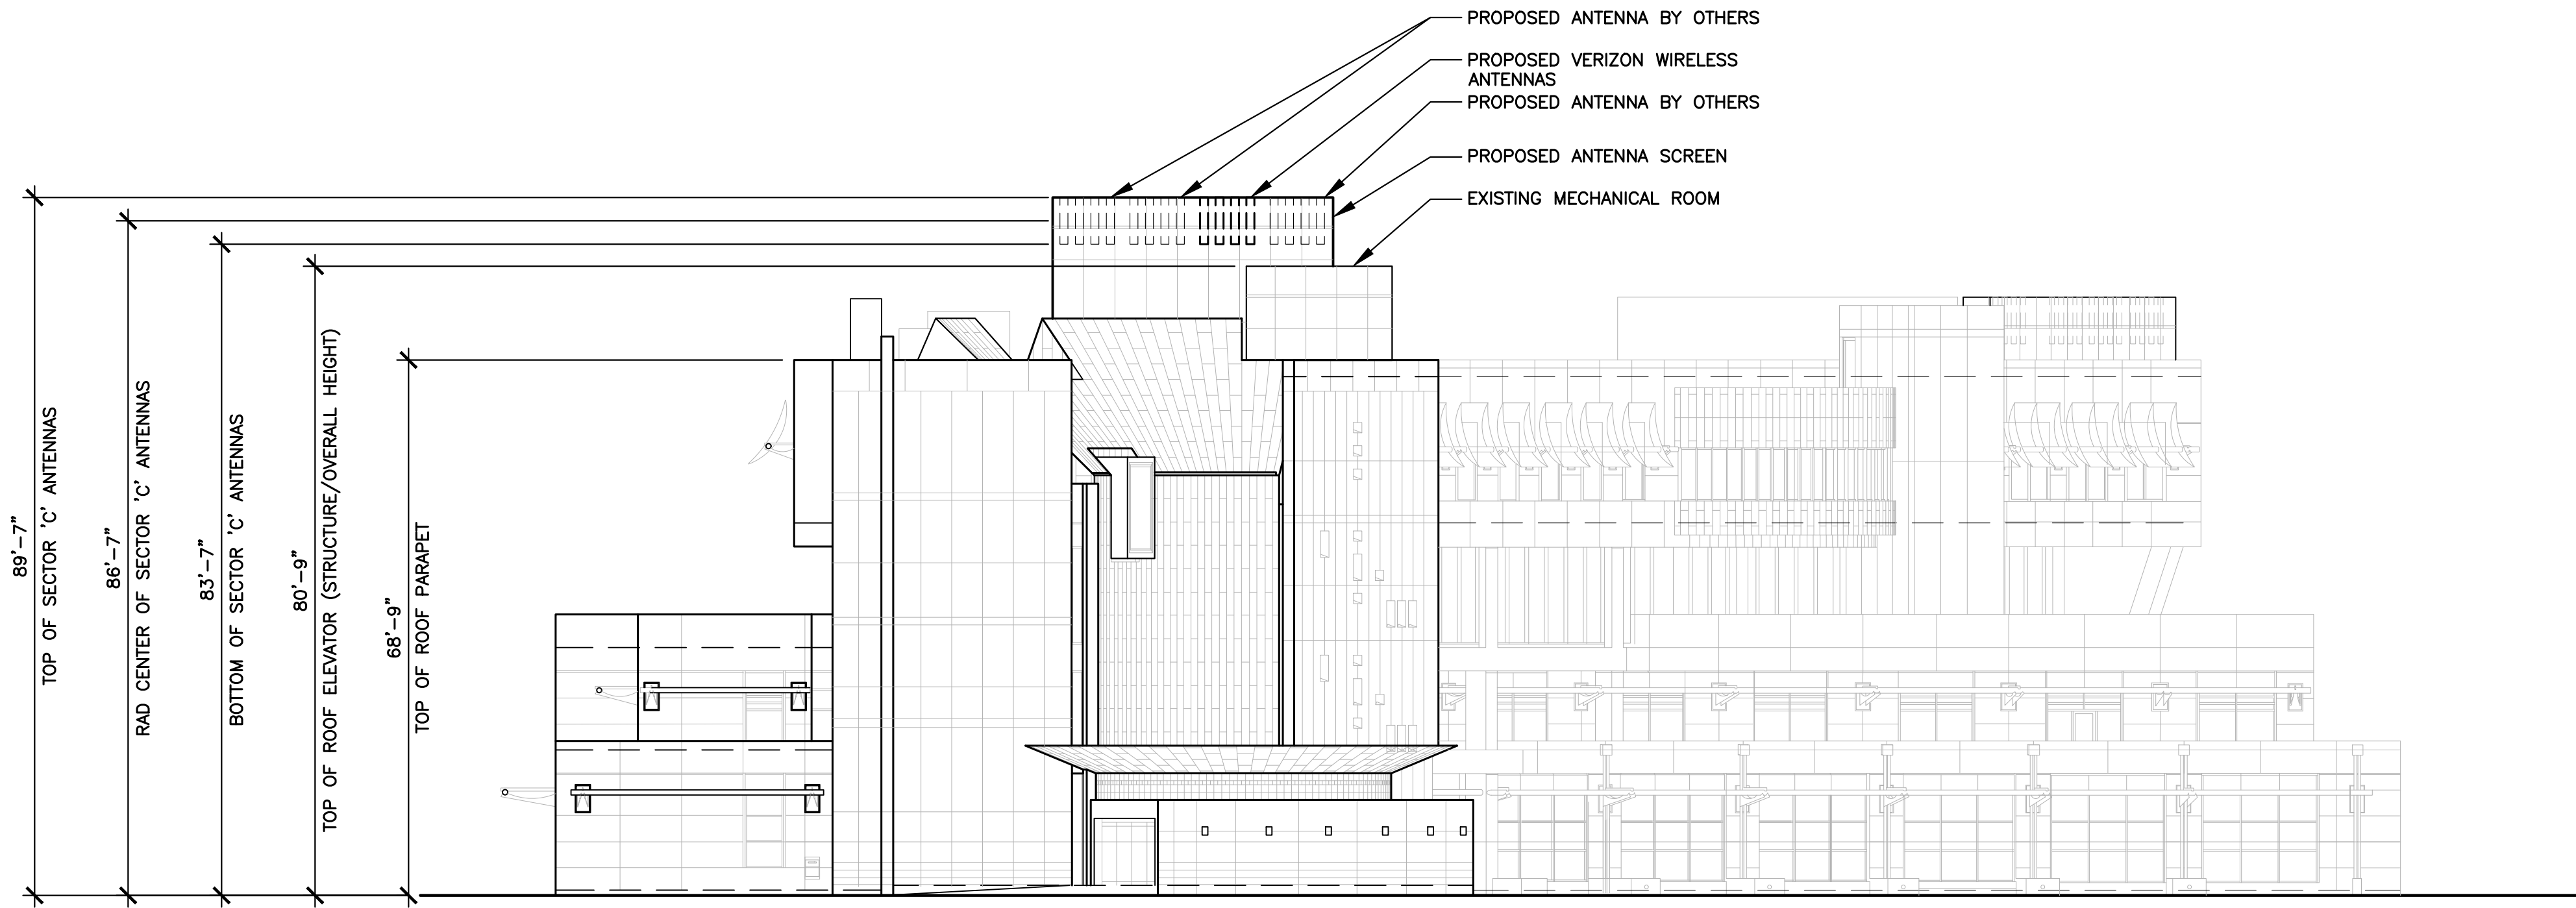 PROPOSED ANTENNA BY OTHERS
PROPOSED VERIZON WIRELESS
ANTENNAS
PROPOSED ANTENNA BY OTHERS
PROPOSED ANTENNA SCREEN
EXISTING MECHANICAL ROOM
89'-7"
TOP OF SECTOR 'C' ANTENNAS
86'-7"
RAD CENTER OF SECTOR 'C' ANTENNAS
83'-7"
BOTTOM OF SECTOR 'C' ANTENNAS
80'-9"
TOP OF ROOF ELEVATOR (STRUCTURE/OVERALL HEIGHT)
68'-9"
TOP OF ROOF PARAPET